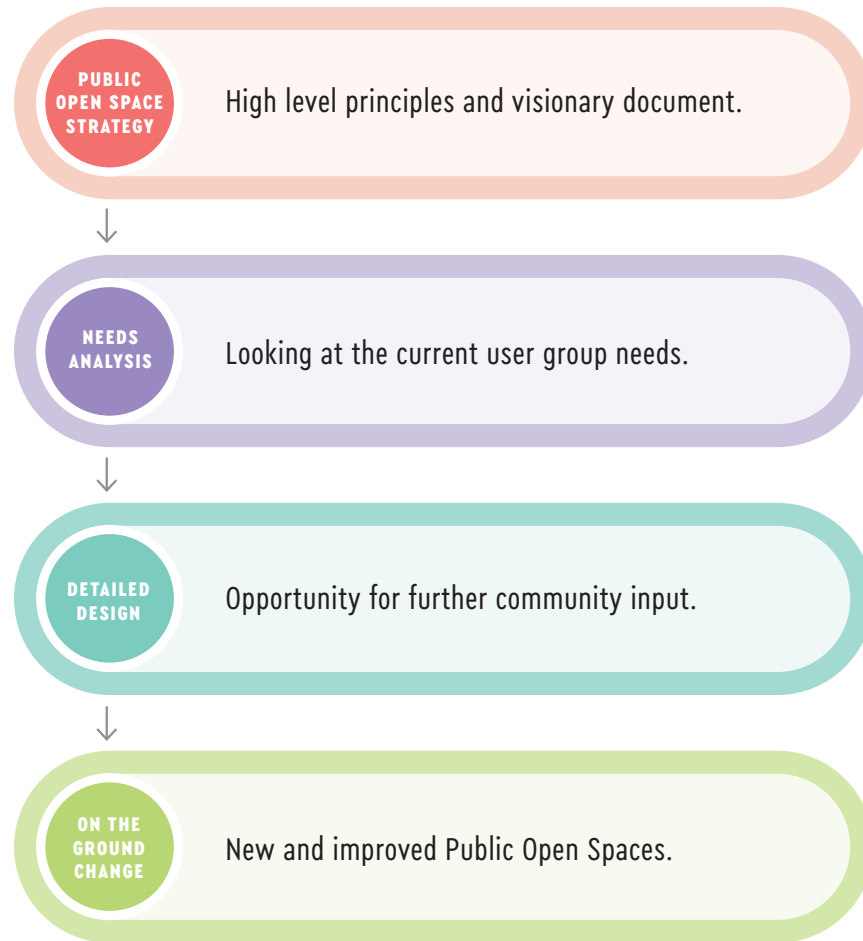 PUBLIC
OPEN SPACE
STRATEGY
High level principles and visionary document.
NEEDS
ANALYSIS
Looking at the current user group needs.
DETAILED
DESIGN
Opportunity for further community input.
ON THE
GROUND
CHANGE
New and improved Public Open Spaces.